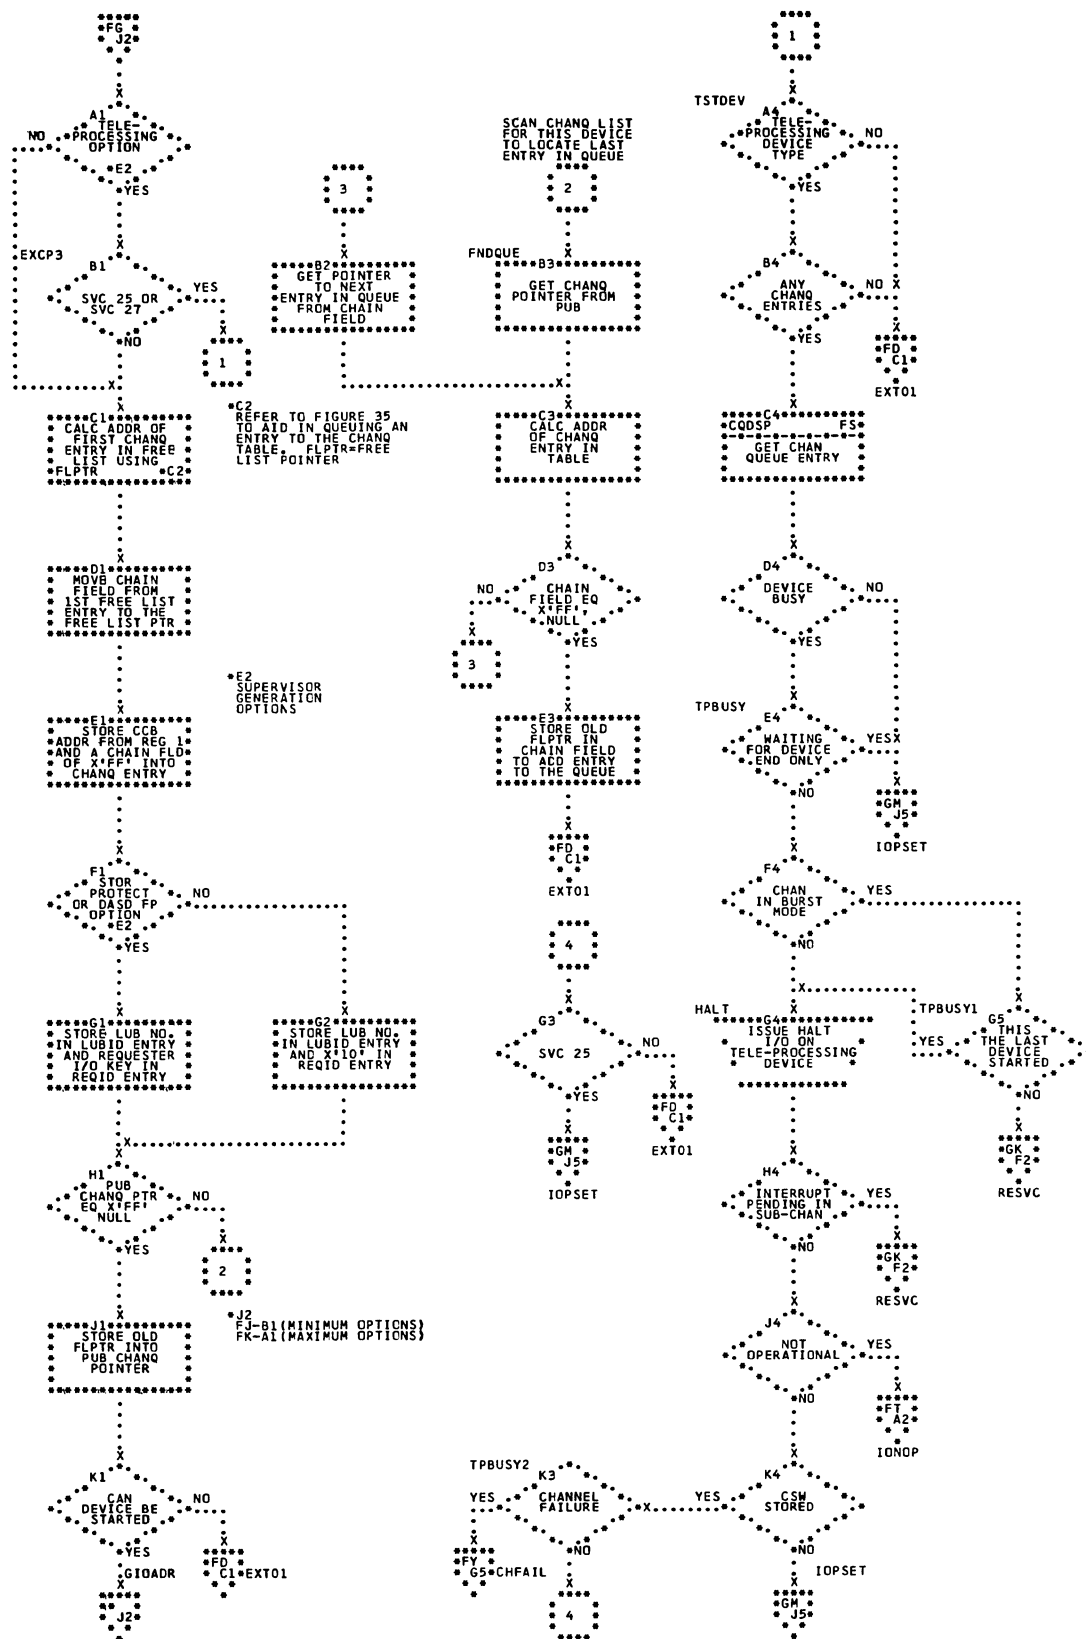 FG
J2
A1
TELE-
PROCESSING
OPTION
E2
NO
YES
EXCP3
B1
SVC 25 OR
SVC 27
YES
NO
1
C1
CALC ADDR OF
FIRST CHANQ
ENTRY IN FREE
LIST USING
FLPTR *C2
*C2
REFER TO FIGURE 35
TO AID IN QUEUING AN
ENTRY TO THE CHANQ
TABLE. FLPTR=FREE
LIST POINTER
D1
MOVB CHAIN
FIELD FROM
1ST FREE LIST
ENTRY TO THE
FREE LIST PTR
*E2
SUPERVISOR
GENERATION
OPTIONS
E1
STORE CCB
ADDR FROM REG 1
AND A CHAIN FLD
OF X'FF' INTO
CHANQ ENTRY
F1
STOR
PROTECT
OR DASD FP
OPTION
*E2
NO
YES
G1
STORE LUB NO.
IN LUBID ENTRY
AND REQUESTER
I/O KEY IN
REQID ENTRY
G2
STORE LUB NO.
IN LUBID ENTRY
AND X'10' IN
REQID ENTRY
H1
PUB
CHANQ PTR
EQ X'FF'
NULL
NO
YES
2
*J2
FJ-B1(MINIMUM OPTIONS)
FK-A1(MAXIMUM OPTIONS)
J1
STORE OLD
FLPTR INTO
PUB CHANQ
POINTER
K1
CAN
DEVICE BE
STARTED
NO
YES
GIOADR
J2
FD
C1
EXT01
3
B2
GET POINTER
TO NEXT
ENTRY IN QUEUE
FROM CHAIN
FIELD
SCAN CHANQ LIST
FOR THIS DEVICE
TO LOCATE LAST
ENTRY IN QUEUE
2
FNDQUE
B3
GET CHANQ
POINTER FROM
PUB
C3
CALC ADDR
OF CHANQ
ENTRY IN
TABLE
D3
CHAIN
FIELD EQ
X'FF',
NULL
NO
YES
3
E3
STORE OLD
FLPTR IN
CHAIN FIELD
TO ADD ENTRY
TO THE QUEUE
FD
C1
EXT01
4
G3
SVC 25
NO
YES
FD
C1
EXT01
GM
J5
IOPSET
TPBUSY2
K3
CHANNEL
FAILURE
YES
NO
FY
G5
CHFAIL
4
1
TSTDEV
A4
TELE-
PROCESSING
DEVICE
TYPE
NO
YES
B4
ANY
CHANQ
ENTRIES
NO
YES
FD
C1
EXT01
C4
CQDSP FS
GET CHAN
QUEUE ENTRY
D4
DEVICE
BUSY
NO
YES
TPBUSY
E4
WAITING
FOR DEVICE
END ONLY
YES
NO
GM
J5
IOPSET
F4
CHAN
IN BURST
MODE
YES
NO
HALT
G4
ISSUE HALT
I/O ON
TELE-PROCESSING
DEVICE
TPBUSY1
G5
THIS
THE LAST
DEVICE
STARTED
YES
NO
GK
F2
RESVC
H4
INTERRUPT
PENDING IN
SUB-CHAN
YES
NO
GK
F2
RESVC
J4
NOT
OPERATIONAL
YES
NO
FT
A2
IONOP
K4
CSW
STORED
YES
NO
IOPSET
GM
J5